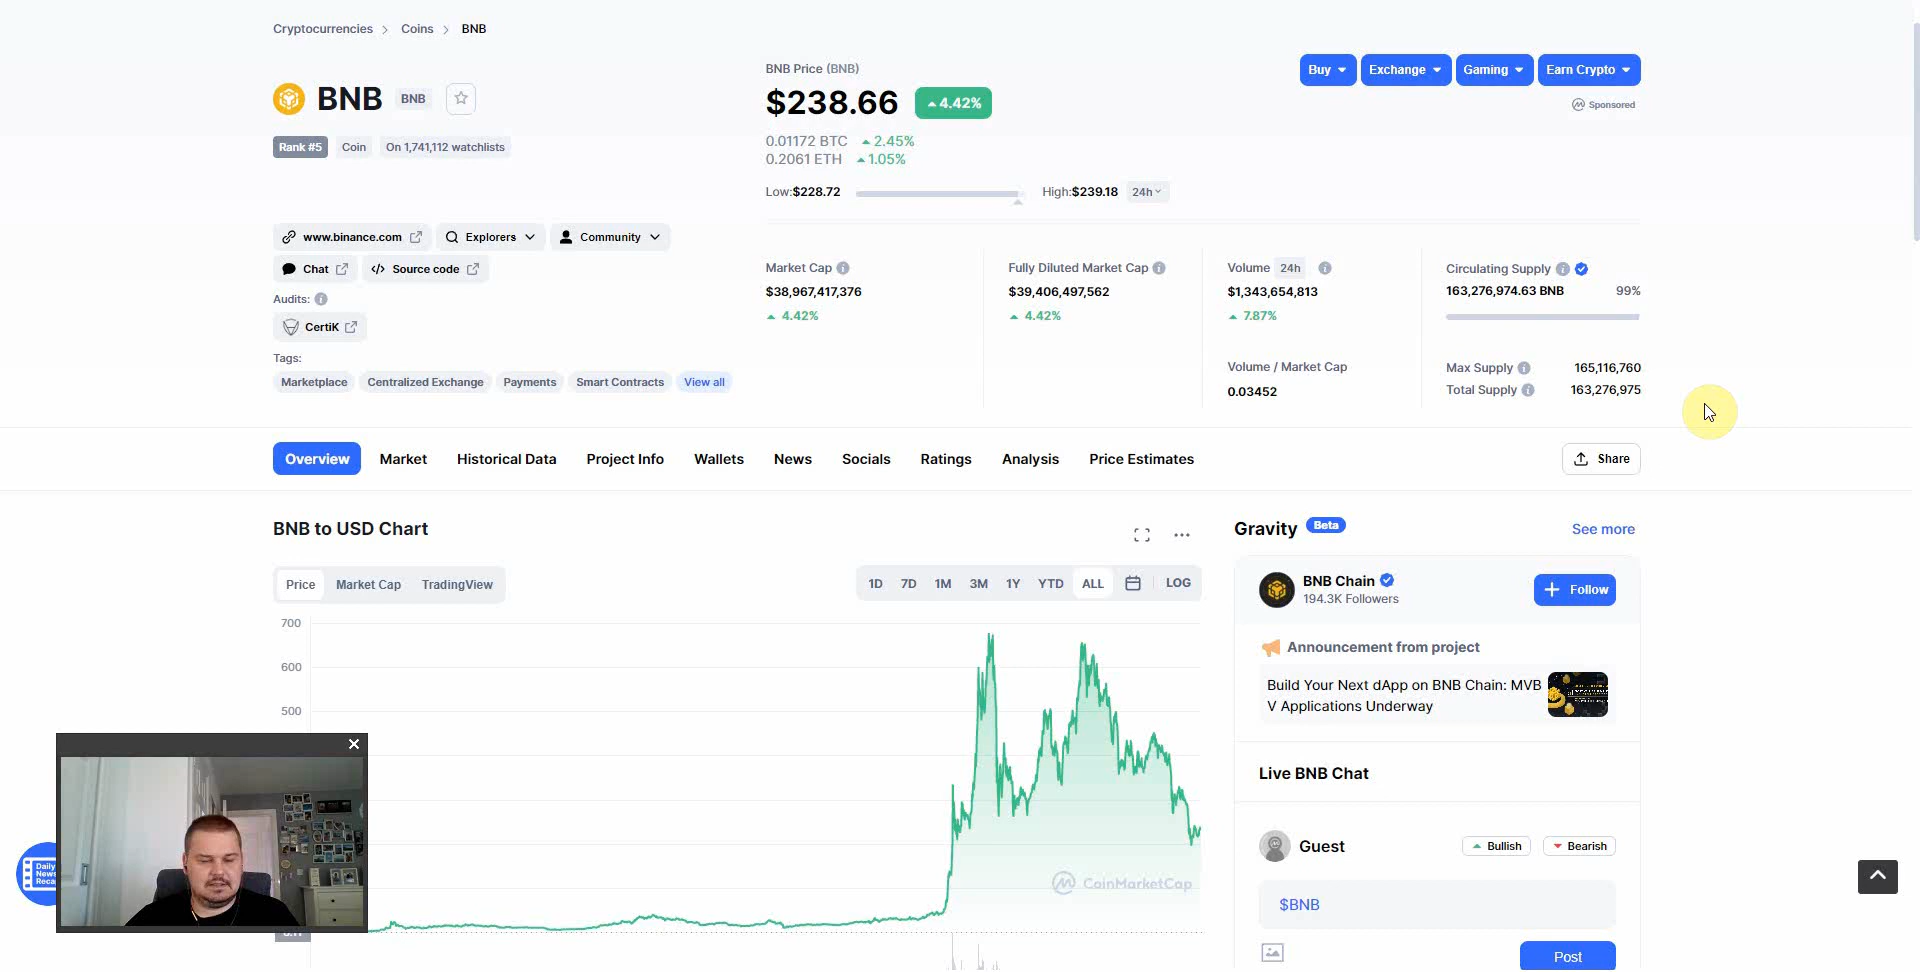 Cryptocurrencies > Coins > BNB
BNB BNB
Rank #5 Coin On 1,741,112 watchlists
www.binance.com Explorers Community
Chat Source code
Audits:
CertiK
Tags:
Marketplace Centralized Exchange Payments Smart Contracts View all
BNB Price (BNB)
$238.66 4.42%
0.01172 BTC 2.45%
0.2061 ETH 1.05%
Low:$228.72 High:$239.18 24h
Buy Exchange Gaming Earn Crypto
Sponsored
Market Cap
$38,967,417,376
4.42%
Fully Diluted Market Cap
$39,406,497,562
4.42%
Volume 24h
$1,343,654,813
7.87%
Volume / Market Cap
0.03452
Circulating Supply
163,276,974.63 BNB 99%
Max Supply 165,116,760
Total Supply 163,276,975
Overview Market Historical Data Project Info Wallets News Socials Ratings Analysis Price Estimates Share
BNB to USD Chart
Price Market Cap TradingView
1D 7D 1M 3M 1Y YTD ALL LOG
700
600
500
CoinMarketCap
Daily
News
Recap
Gravity Beta See more
BNB Chain
194.3K Followers
Follow
Announcement from project
Build Your Next dApp on BNB Chain: MVB
V Applications Underway
Live BNB Chat
Guest Bullish Bearish
$BNB
Post